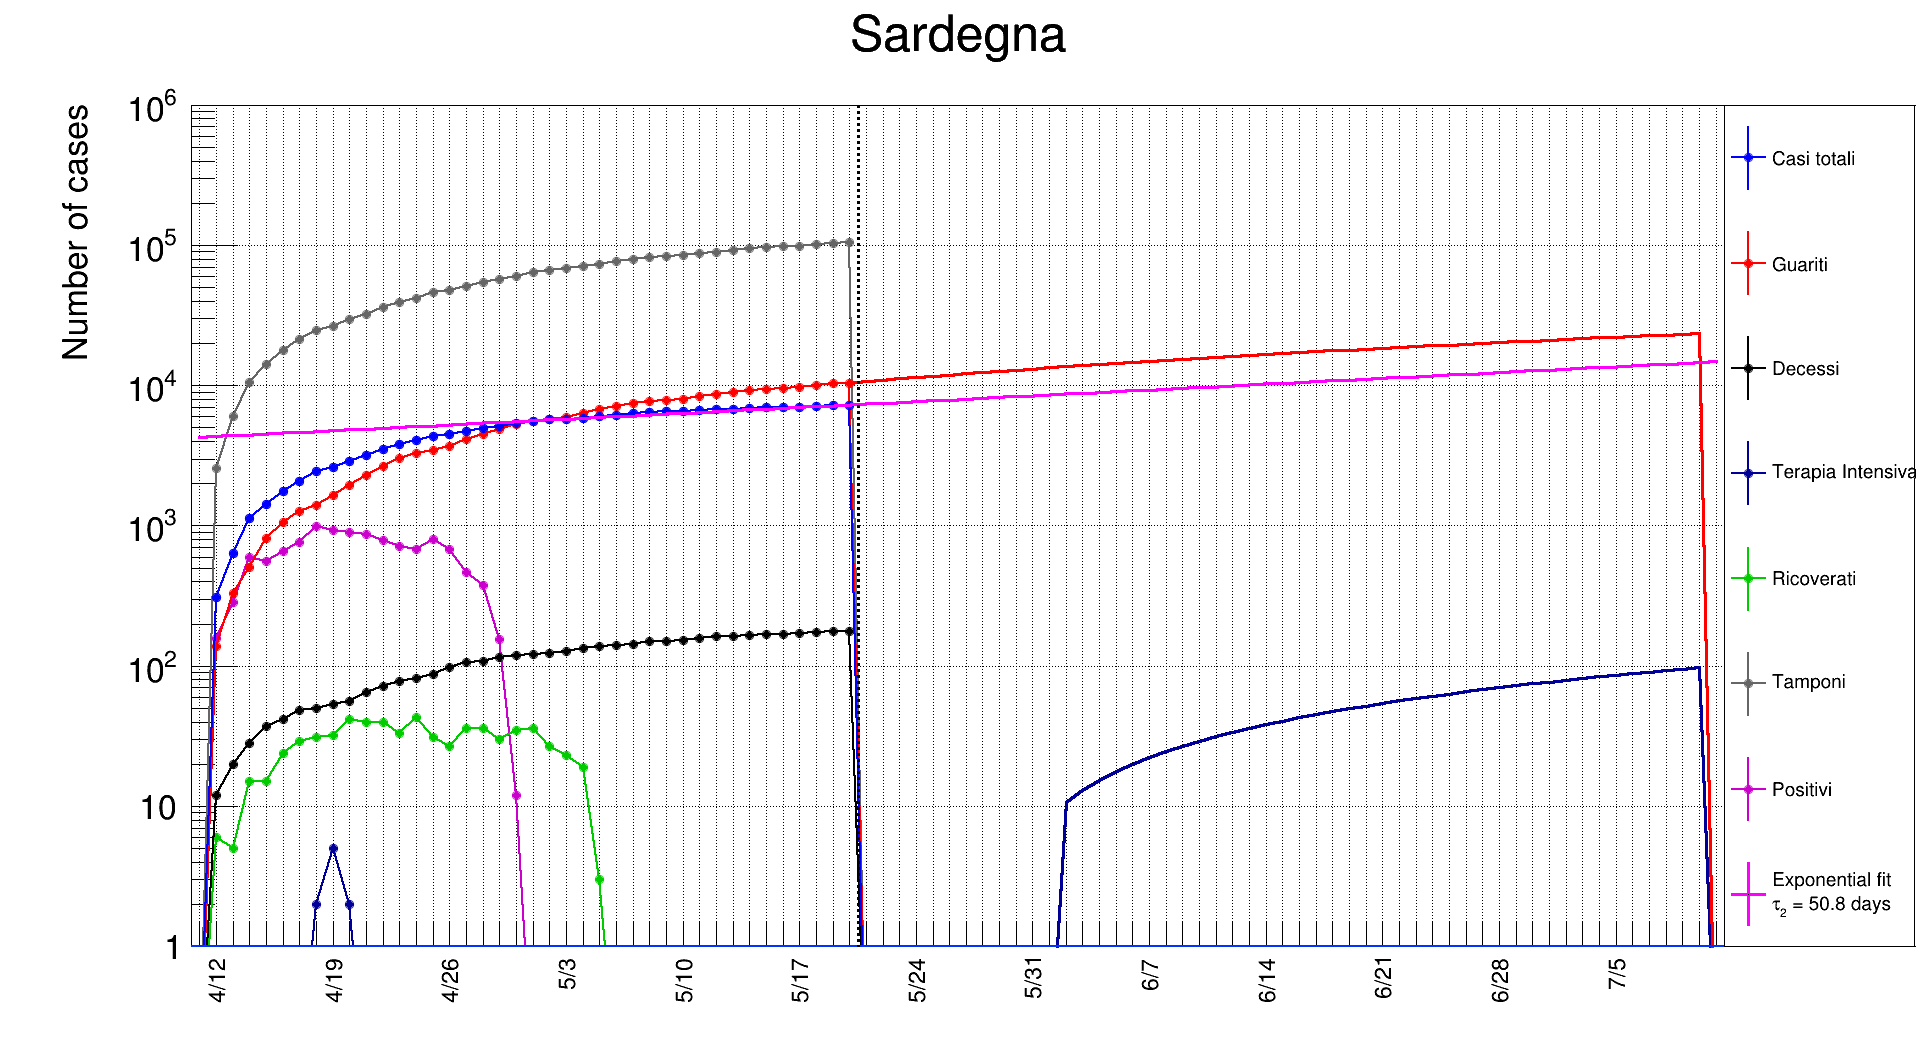 Sardegna
Number of cases
10^6
10^5
10^4
10^3
10^2
10
1
4/12
4/19
4/26
5/3
5/10
5/17
5/24
5/31
6/7
6/14
6/21
6/28
7/5
Casi totali
Guariti
Decessi
Terapia Intensiva
Ricoverati
Tamponi
Positivi
Exponential fit
τ_2 = 50.8 days